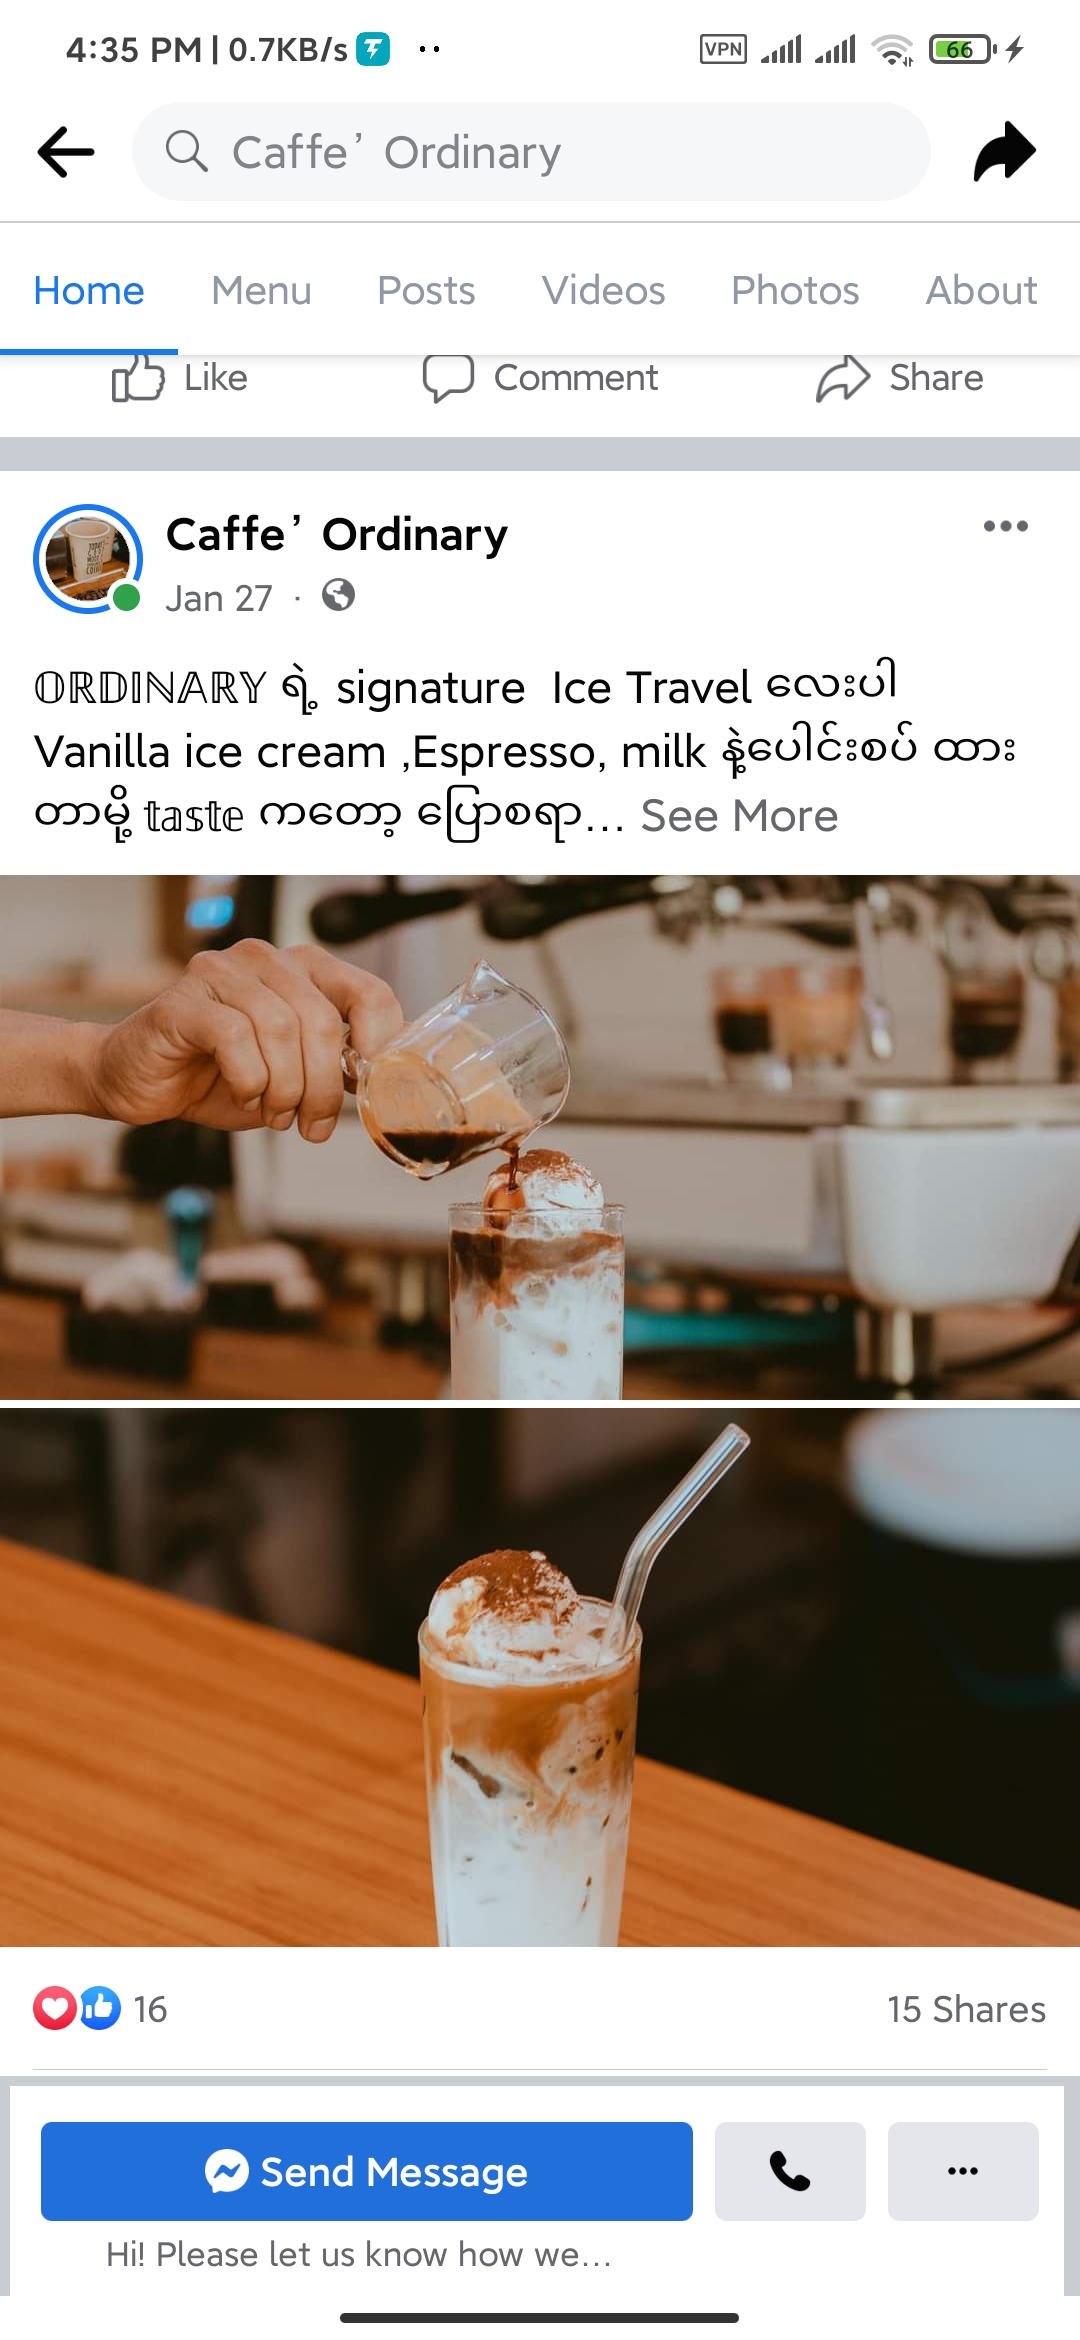 4:35 PM | 0.7KB/s
VPN
66
Caffe’ Ordinary
Home Menu Posts Videos Photos About
Like Comment Share
Caffe’ Ordinary
Jan 27 ·
𝕆ℝ𝔻𝕀ℕ𝔸ℝ𝕐 ရဲ့ signature Ice Travel လေးပါ
Vanilla ice cream ,Espresso, milk နဲ့ပေါင်းစပ် ထား
တာမို့ 𝕥𝕒𝕤𝕥𝕖 ကတော့ ပြောစရာ... See More
16
15 Shares
Send Message
...
Hi! Please let us know how we...